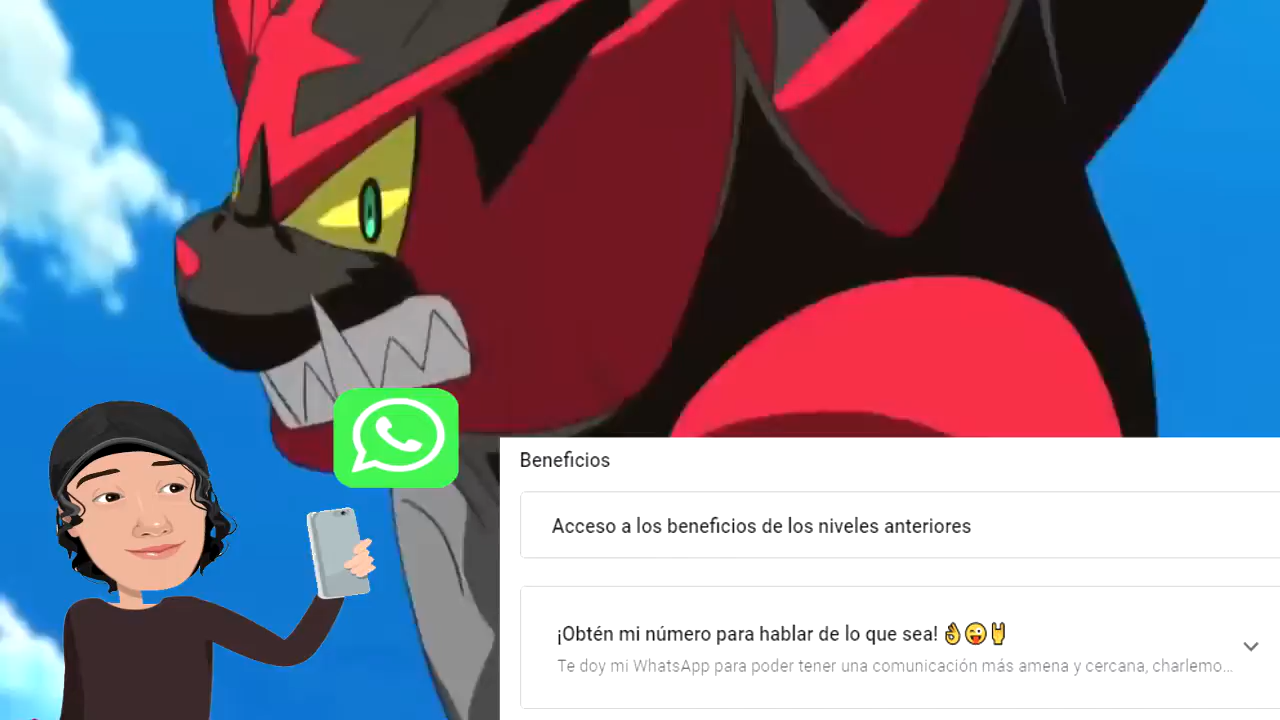 Beneficios
Acceso a los beneficios de los niveles anteriores
¡Obtén mi número para hablar de lo que sea! 👌😜🤘
Te doy mi WhatsApp para poder tener una comunicación más amena y cercana, charlemo...